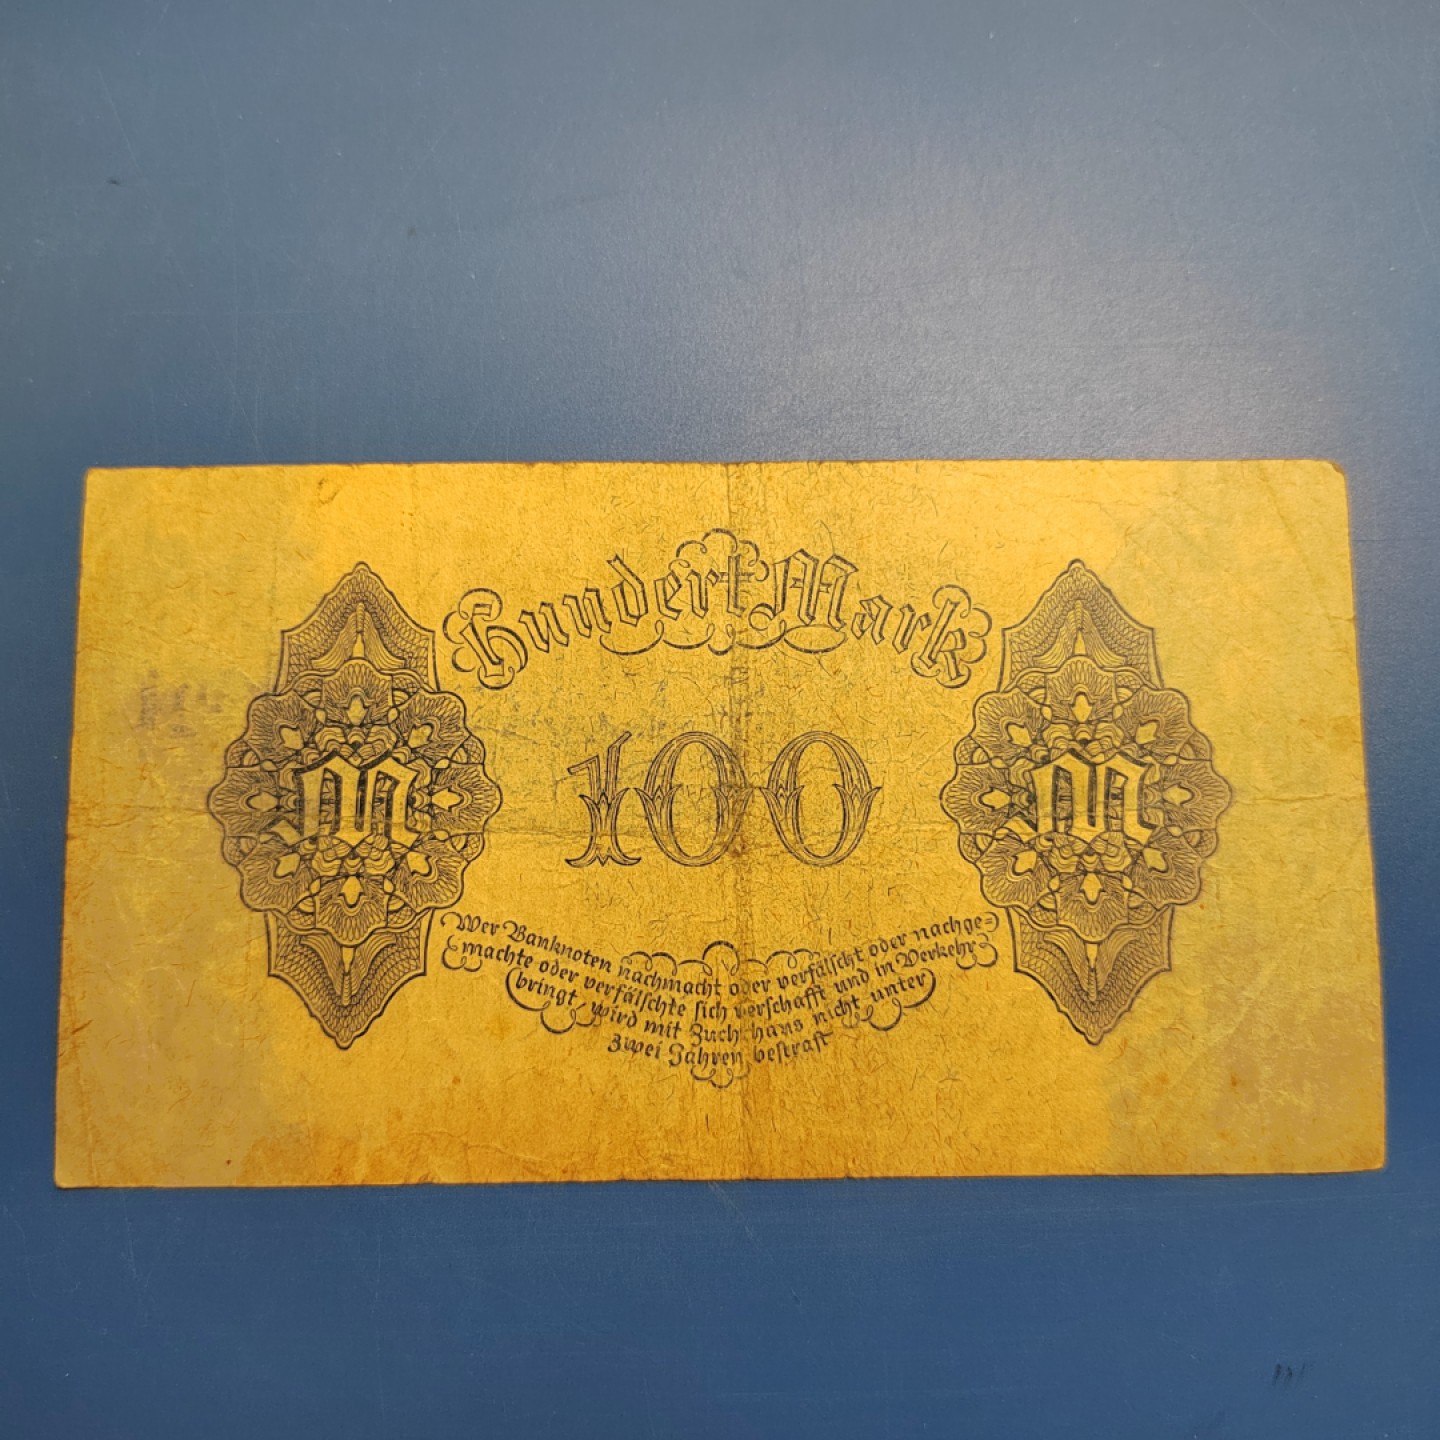 Hundert Mark
M 100 M
Wer Banknoten nachmacht oder verfälscht oder nachge=
machte oder verfälschte sich verschafft und in Verkehr
bringt, wird mit Zuchthaus nicht unter
Zwei Jahren bestraft